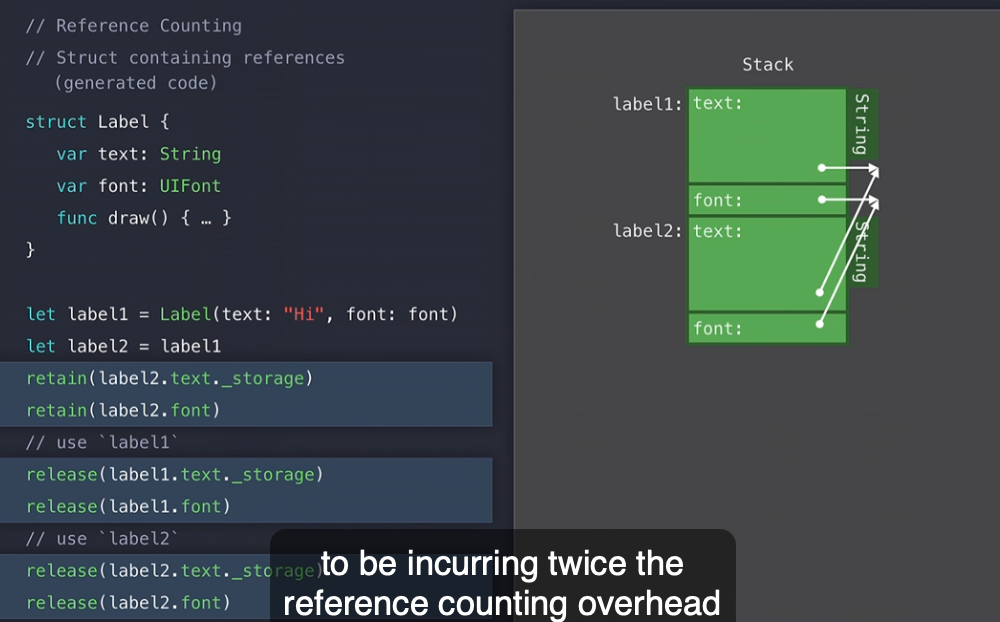 // Reference Counting
// Struct containing references
(generated code)
struct Label {
var text: String
var font: UIFont
func draw() { … }
}
let label1 = Label(text: "Hi", font: font)
let label2 = label1
retain(label2.text._storage)
retain(label2.font)
// use `label1`
release(label1.text._storage)
release(label1.font)
// use `label2`
release(label2.text._storage)
release(label2.font)
Stack
label1:
text:
String
font:
label2:
text:
String
font:
to be incurring twice the
reference counting overhead